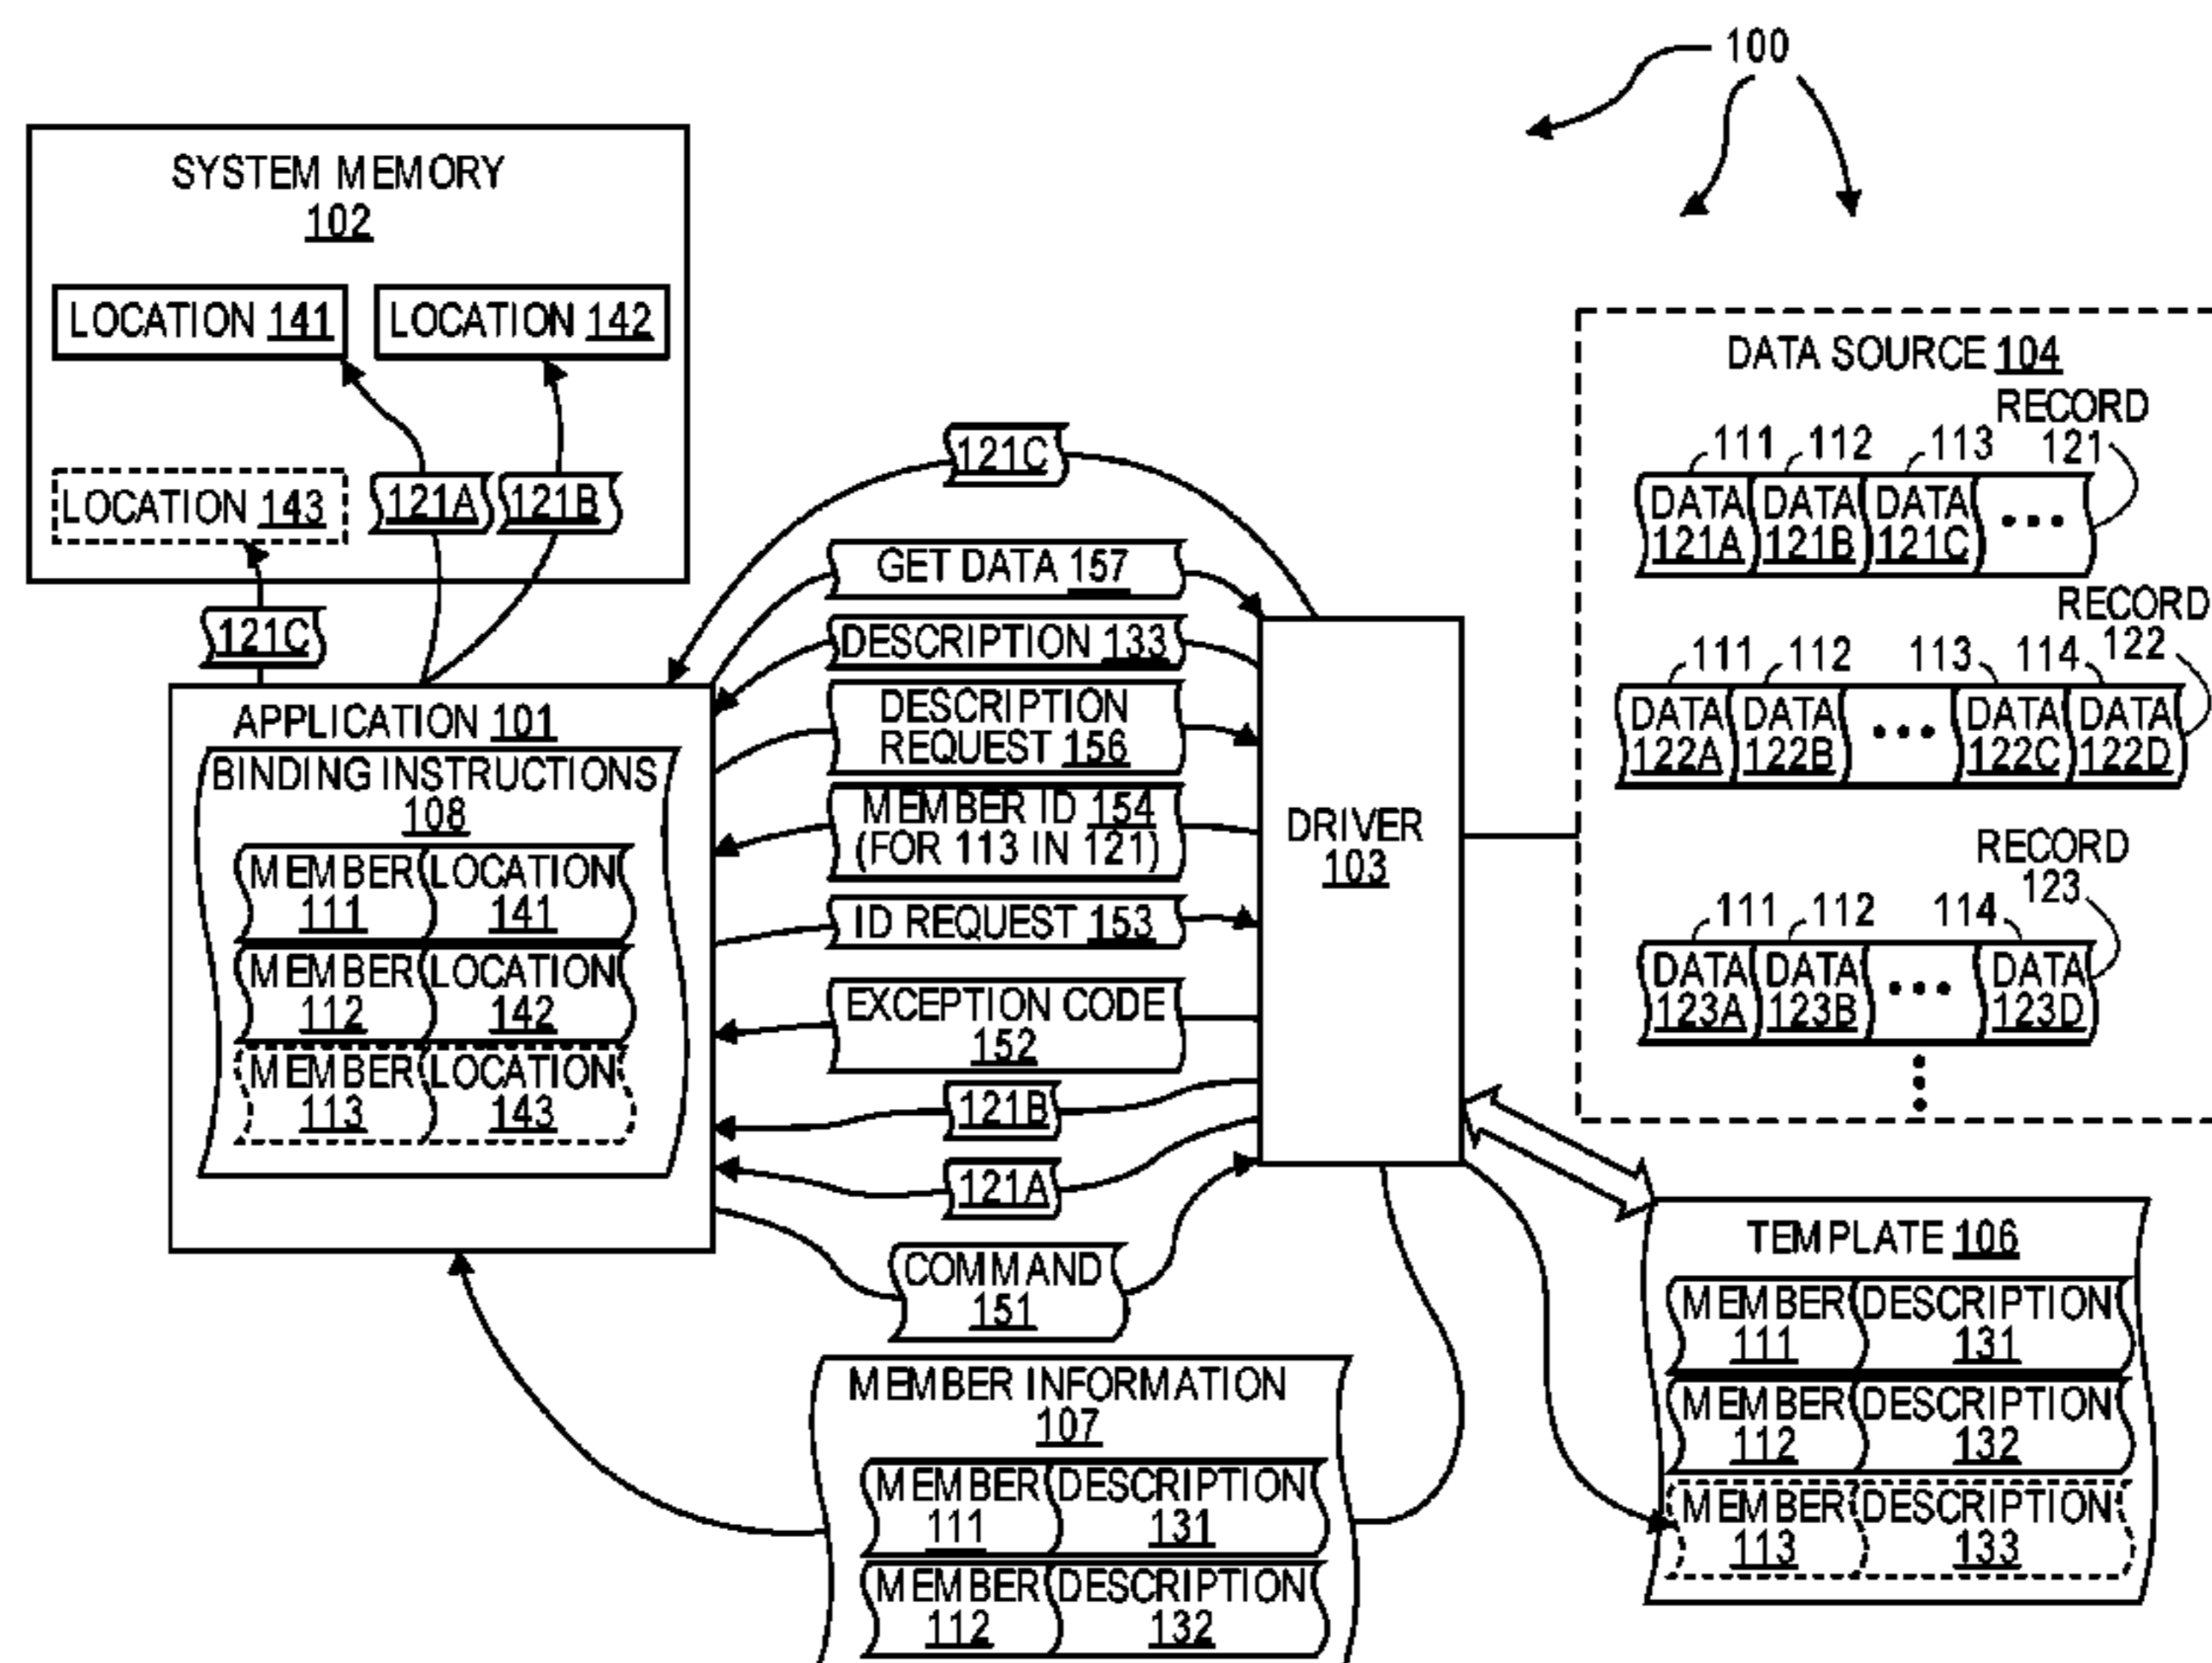 100
SYSTEM MEMORY
102
LOCATION 141
LOCATION 142
LOCATION 143
121A
121B
121C
APPLICATION 101
BINDING INSTRUCTIONS
108
MEMBER
111
LOCATION
141
MEMBER
112
LOCATION
142
MEMBER
113
LOCATION
143
121C
GET DATA 157
DESCRIPTION 133
DESCRIPTION
REQUEST 156
MEMBER ID 154
(FOR 113 IN 121)
ID REQUEST 153
EXCEPTION CODE
152
121B
121A
COMMAND
151
DRIVER
103
DATA SOURCE 104
RECORD
121
111
112
113
DATA
121A
DATA
121B
DATA
121C
•••
RECORD
122
111
112
113
114
DATA
122A
DATA
122B
•••
DATA
122C
DATA
122D
RECORD
123
111
112
114
DATA
123A
DATA
123B
•••
DATA
123D
TEMPLATE 106
MEMBER
111
DESCRIPTION
131
MEMBER
112
DESCRIPTION
132
MEMBER
113
DESCRIPTION
133
MEMBER INFORMATION
107
MEMBER
111
DESCRIPTION
131
MEMBER
112
DESCRIPTION
132